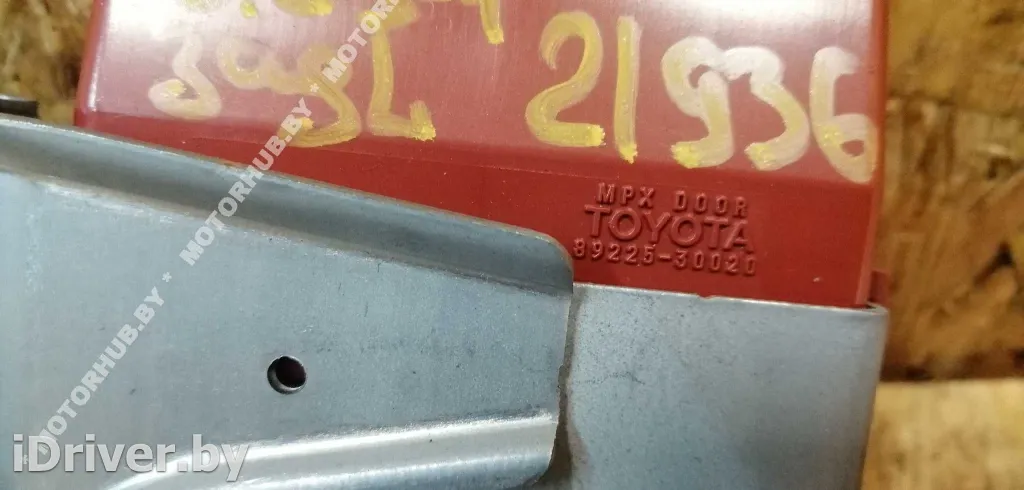 21936
MPX DOOR
TOYOTA
89225-30020
* MOTORHUB.BY * MOTORHUB.BY * MOTORHUB.BY
iDriver.by